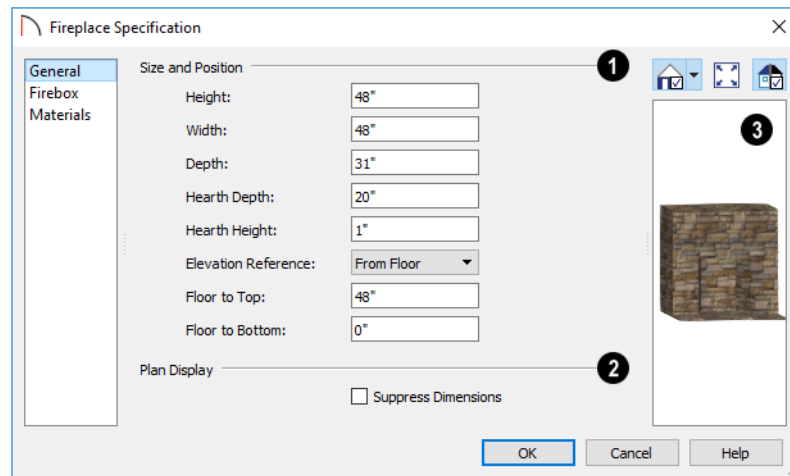 Fireplace Specification
General
Firebox
Materials
Size and Position 1
Height: 48"
Width: 48"
Depth: 31"
Hearth Depth: 20"
Hearth Height: 1"
Elevation Reference: From Floor
Floor to Top: 48"
Floor to Bottom: 0"
Plan Display 2
Suppress Dimensions
3
OK Cancel Help